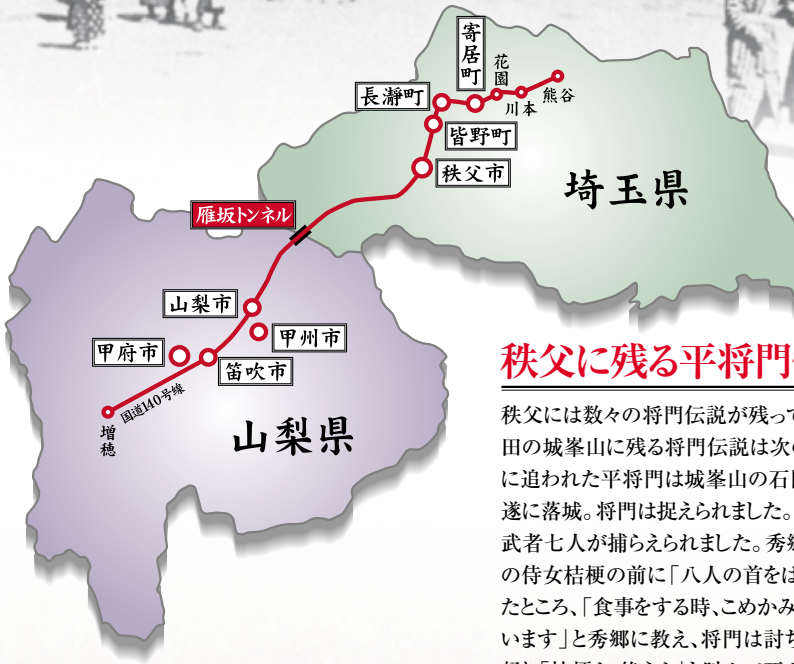 寄居町
花園
長瀞町
川本
熊谷
皆野町
秩父市
埼玉県
雁坂トンネル
山梨市
甲州市
甲府市
笛吹市
国道140号線
増穂
山梨県
秩父に残る平将門
秩父には数々の将門伝説が残って
田の城峯山に残る将門伝説は次の
に追われた平将門は城峯山の石
遂に落城。将門は捉えられました。
武者七人が捕らえられました。秀郷
の侍女桔梗の前に「八人の首をは
たところ、「食事をする時、こめかみ
います」と秀郷に教え、将門は討ち